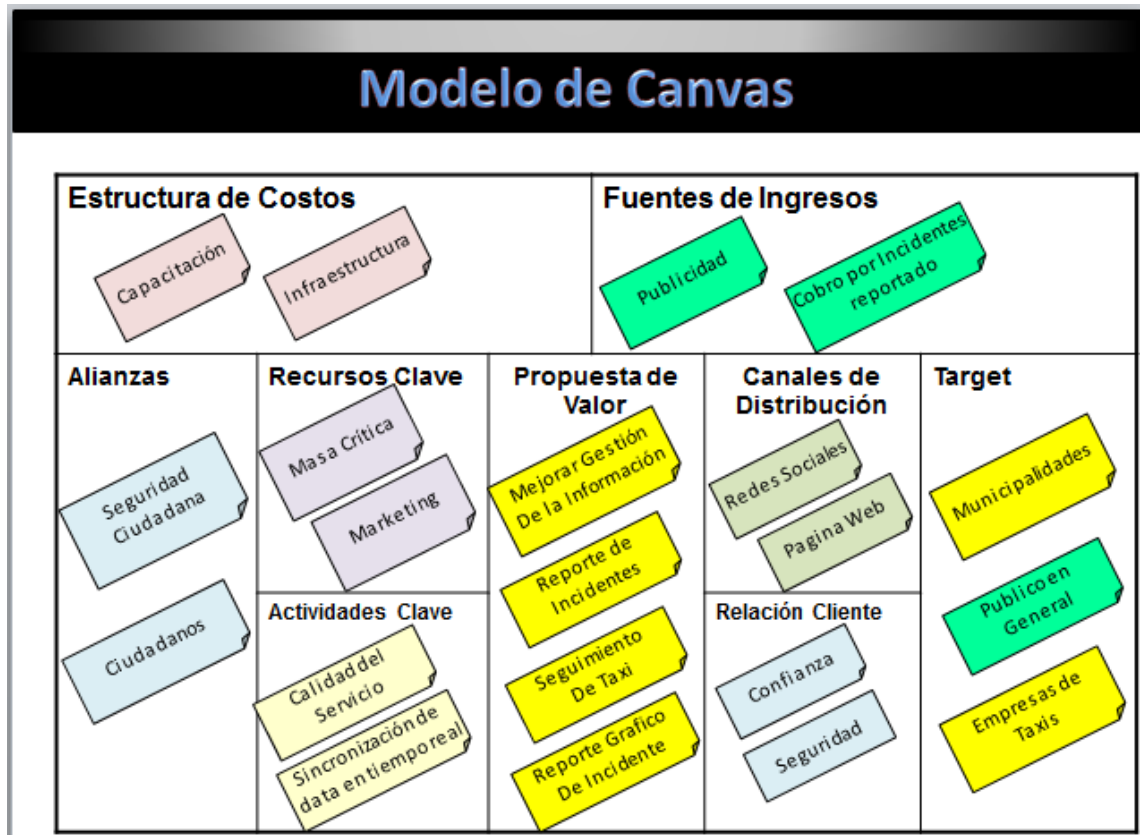 Modelo de Canvas
Estructura de Costos
Capacitación
Infraestructura
Fuentes de Ingresos
Publicidad
Cobro por Incidentes
reportado
Alianzas
Seguridad
Ciudadana
Ciudadanos
Recursos Clave
Masa Crítica
Marketing
Actividades Clave
Calidad del
Servicio
Sincronización de
data en tiempo real
Propuesta de
Valor
Mejorar Gestión
De la Información
Reporte de
Incidentes
Seguimiento
De Taxi
Reporte Grafico
De Incidente
Canales de
Distribución
Redes Sociales
Pagina Web
Relación Cliente
Confianza
Seguridad
Target
Municipalidades
Publico en
General
Empresas de
Taxis